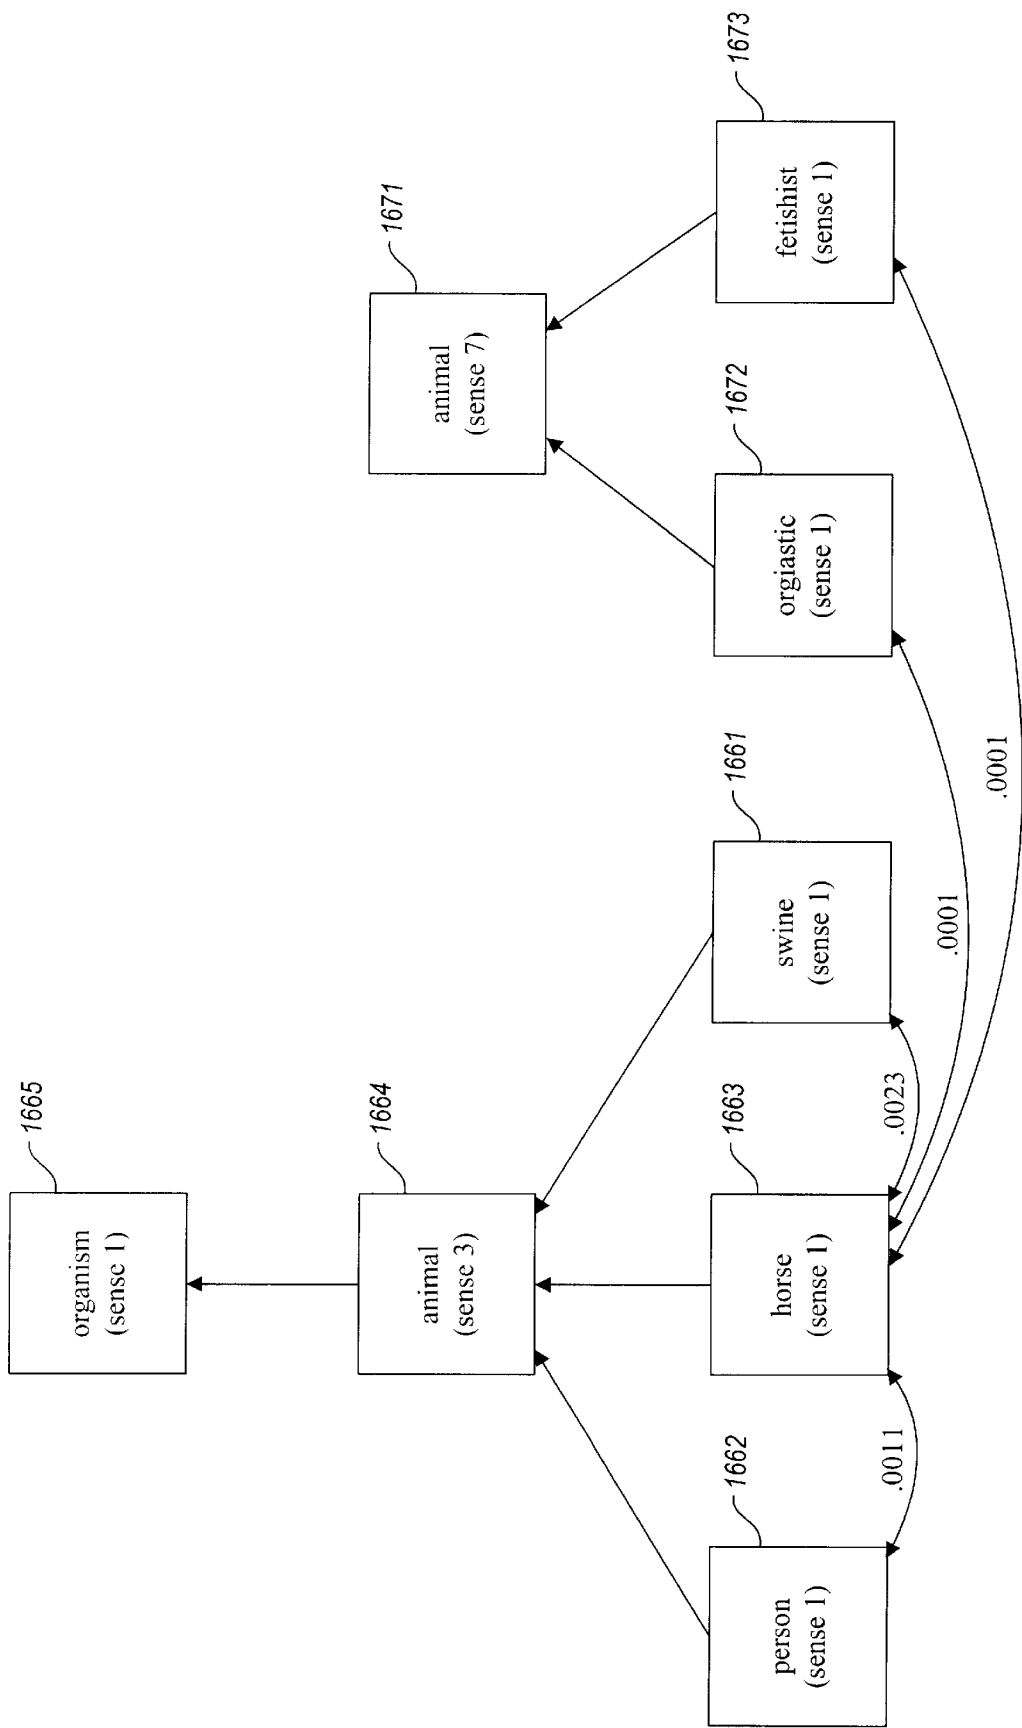 1665
organism
(sense 1)
1664
animal
(sense 3)
1671
animal
(sense 7)
1662
person
(sense 1)
1663
horse
(sense 1)
1661
swine
(sense 1)
1672
orgiastic
(sense 1)
1673
fetishist
(sense 1)
.0011
.0023
.0001
.0001